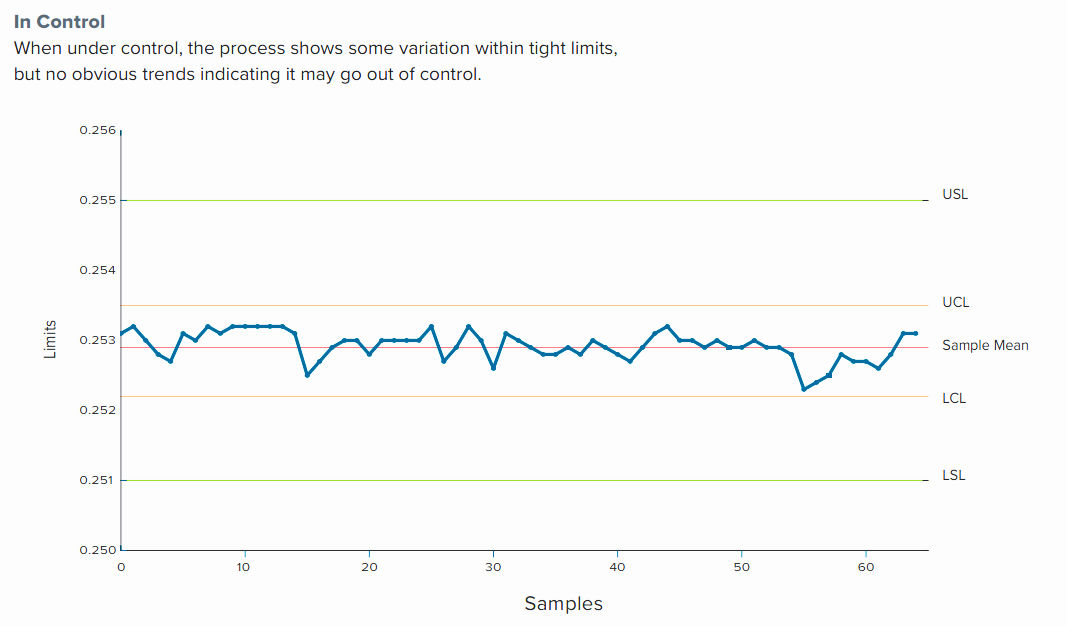 In Control
When under control, the process shows some variation within tight limits,
but no obvious trends indicating it may go out of control.
0.256
0.255
USL
0.254
UCL
0.253
Sample Mean
Limits
LCL
0.252
0.251
LSL
0.250
0 10 20 30 40 50 60
Samples